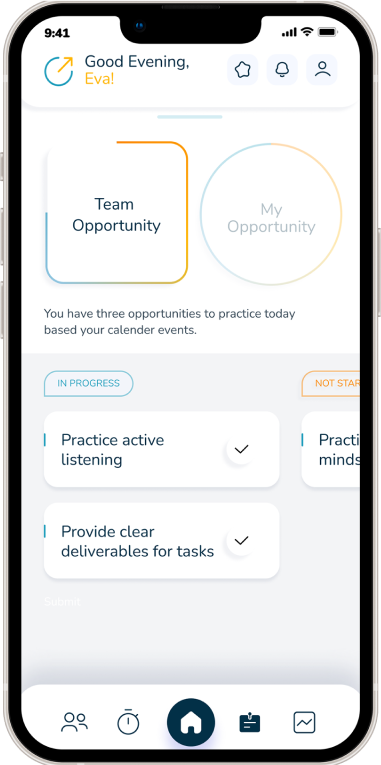 9:41
Good Evening,
Eva!
Team
Opportunity
My
Opportunity
You have three opportunities to practice today
based your calender events.
IN PROGRESS
NOT STAR
Practice active
listening
Practi
minds
Provide clear
deliverables for tasks
Submit